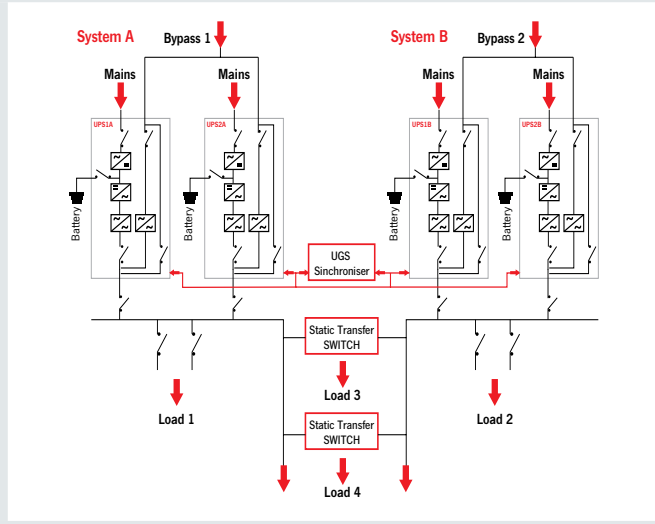 System A
Bypass 1
System B
Bypass 2
Mains
Mains
Mains
Mains
UPS1A
UPS2A
UPS1B
UPS2B
Battery
Battery
Battery
Battery
UGS
Sinchroniser
Static Transfer
SWITCH
Load 3
Load 1
Load 2
Static Transfer
SWITCH
Load 4